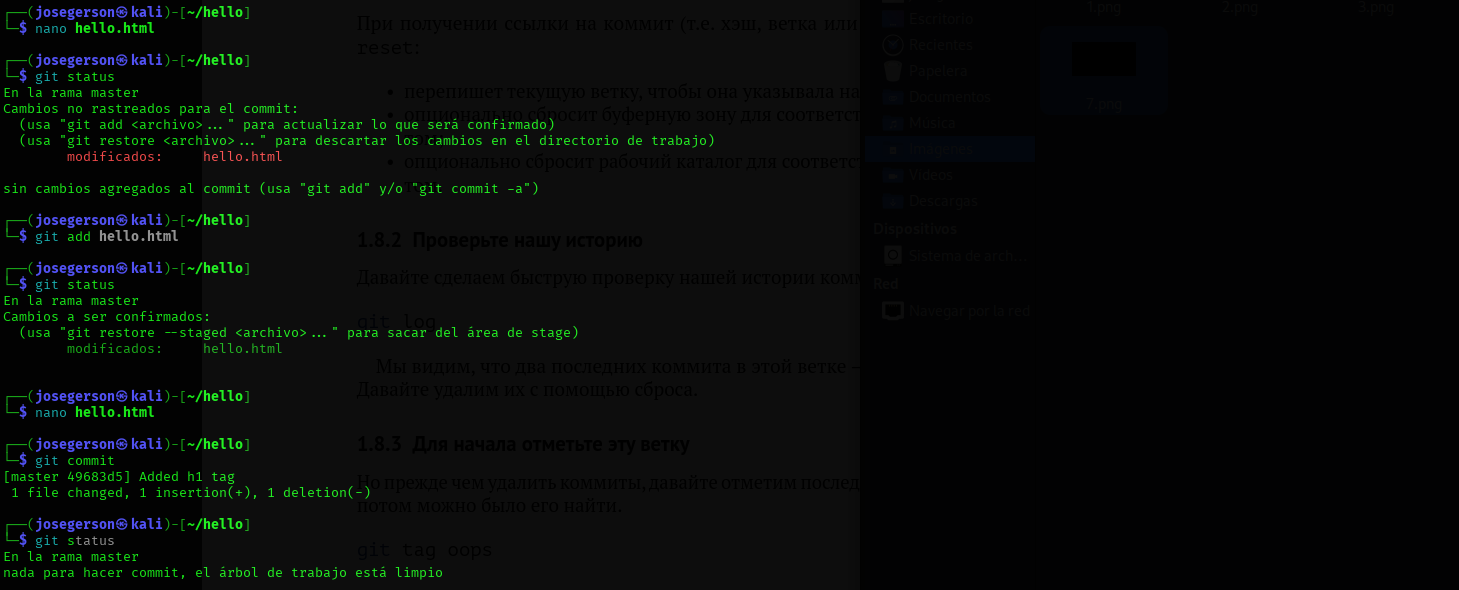 ┌──(josegerson㉿kali)-[~/hello]
└─$ nano hello.html
┌──(josegerson㉿kali)-[~/hello]
└─$ git status
En la rama master
Cambios no rastreados para el commit:
  (usa "git add <archivo>..." para actualizar lo que será confirmado)
  (usa "git restore <archivo>..." para descartar los cambios en el directorio de trabajo)
        modificados:     hello.html
sin cambios agregados al commit (usa "git add" y/o "git commit -a")
┌──(josegerson㉿kali)-[~/hello]
└─$ git add hello.html
┌──(josegerson㉿kali)-[~/hello]
└─$ git status
En la rama master
Cambios a ser confirmados:
  (usa "git restore --staged <archivo>..." para sacar del área de stage)
        modificados:     hello.html
┌──(josegerson㉿kali)-[~/hello]
└─$ nano hello.html
┌──(josegerson㉿kali)-[~/hello]
└─$ git commit
[master 49683d5] Added h1 tag
 1 file changed, 1 insertion(+), 1 deletion(-)
┌──(josegerson㉿kali)-[~/hello]
└─$ git status
En la rama master
nada para hacer commit, el árbol de trabajo está limpio
При получении ссылки на коммит (т.е. хэш, ветка или
reset:
• перепишет текущую ветку, чтобы она указывала на
• опционально сбросит буферную зону для соответст
• опционально сбросит рабочий каталог для соответс
1.8.2 Проверьте нашу историю
Давайте сделаем быструю проверку нашей истории комм
git log
Мы видим, что два последних коммита в этой ветке –
Давайте удалим их с помощью сброса.
1.8.3 Для начала отметьте эту ветку
Но прежде чем удалить коммиты, давайте отметим послед
потом можно было его найти.
git tag oops
Escritorio
Recientes
Papelera
Documentos
Música
Vídeos
Descargas
Dispositivos
Sistema de arch…
Red
Navegar por la red
1.png
2.png
3.png
7.png